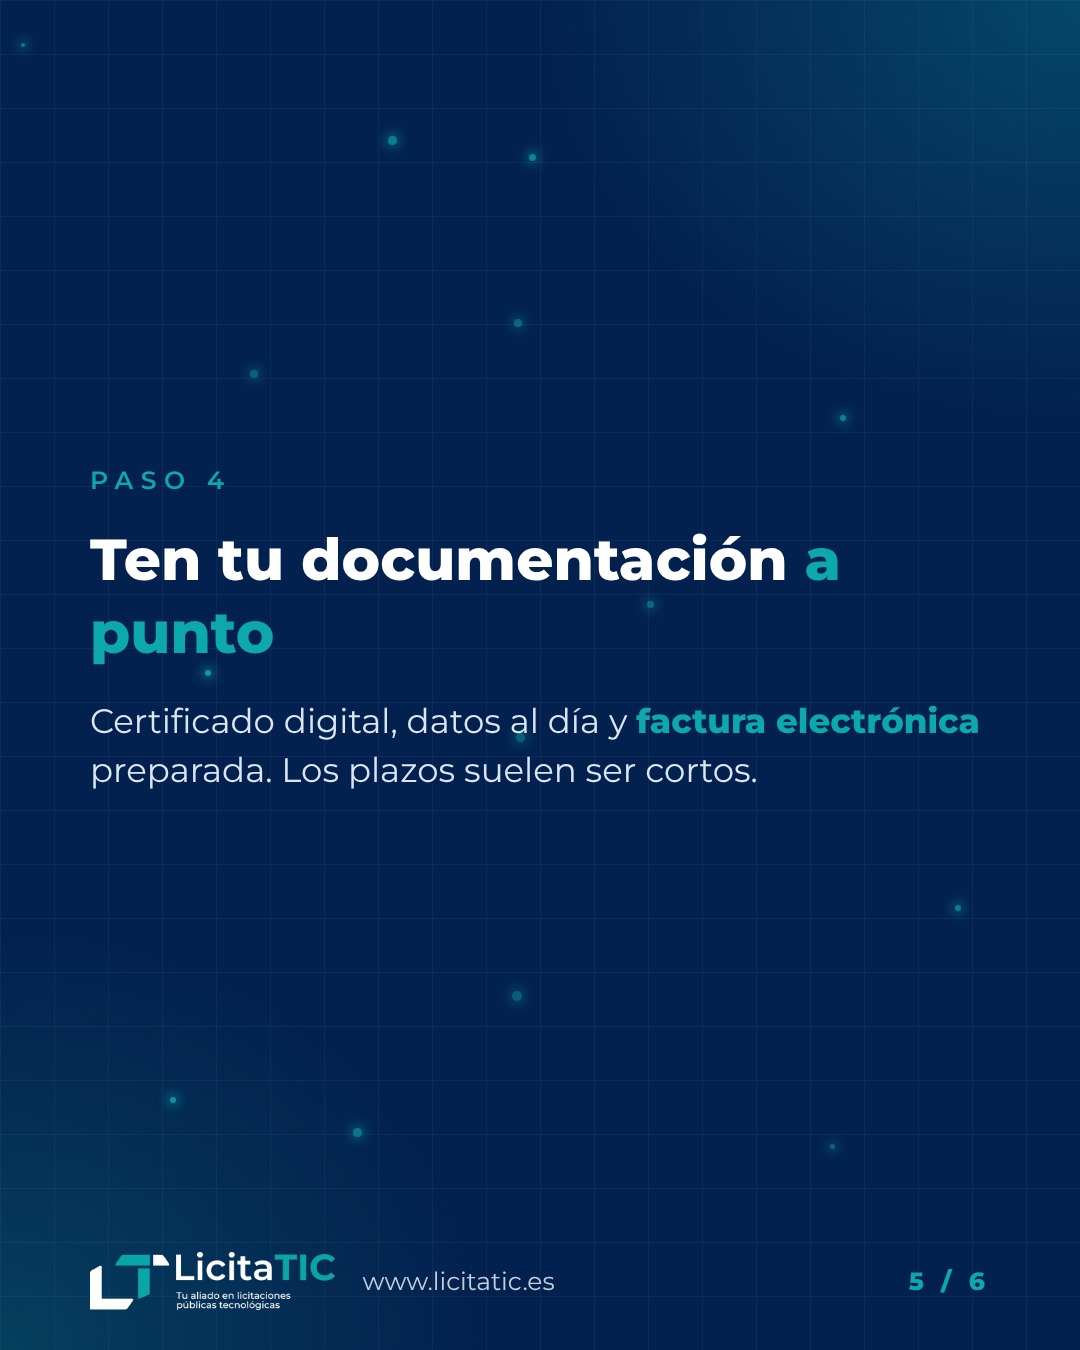 PASO 4
Ten tu documentación a
punto
Certificado digital, datos al día y factura electrónica
preparada. Los plazos suelen ser cortos.
LicitaTIC
Tu aliado en licitaciones
públicas tecnológicas
www.licitatic.es
5 / 6